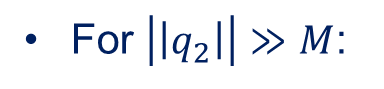 • For ||q₂|| ≫ M: